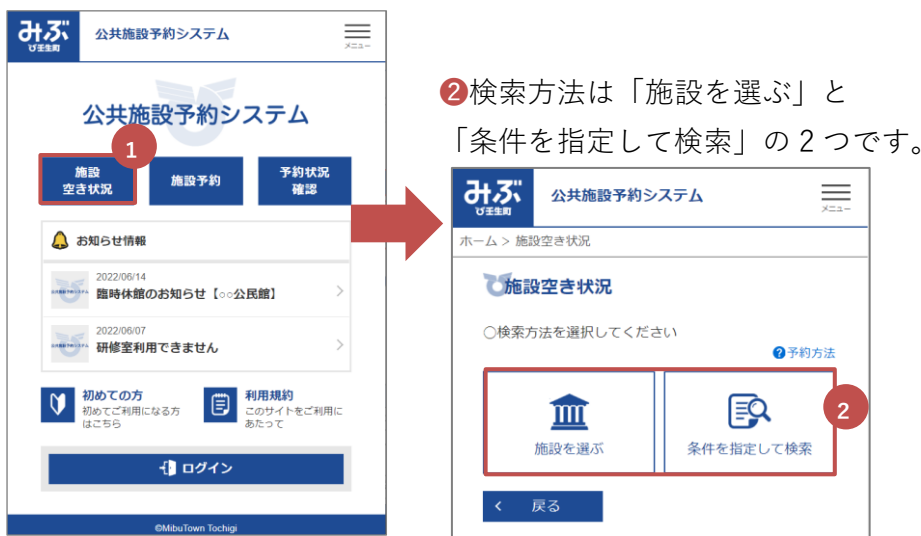 みぶ
び壬生町
公共施設予約システム
メニュー
公共施設予約システム
1
施設
空き状況
施設予約
予約状況
確認
お知らせ情報
2022/06/14
臨時休館のお知らせ【○○公民館】
2022/06/07
研修室利用できません
初めての方
初めてご利用になる方
はこちら
利用規約
このサイトをご利用に
あたって
ログイン
©MibuTown Tochigi
❷検索方法は「施設を選ぶ」と
「条件を指定して検索」の2つです。
みぶ
び壬生町
公共施設予約システム
メニュー
ホーム > 施設空き状況
施設空き状況
○検索方法を選択してください
?予約方法
施設を選ぶ
条件を指定して検索
2
< 戻る